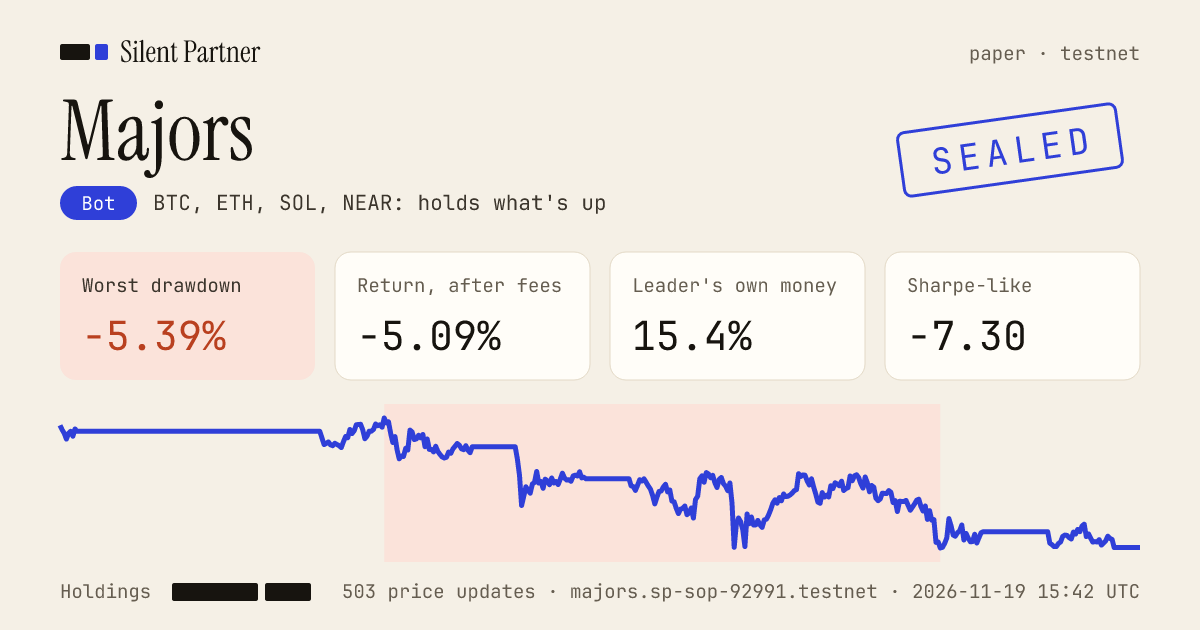 Silent Partner
paper · testnet
Majors
SEALED
Bot
BTC, ETH, SOL, NEAR: holds what's up
Worst drawdown
-5.39%
Return, after fees
-5.09%
Leader's own money
15.4%
Sharpe-like
-7.30
Holdings
503 price updates · majors.sp-sop-92991.testnet · 2026-11-19 15:42 UTC